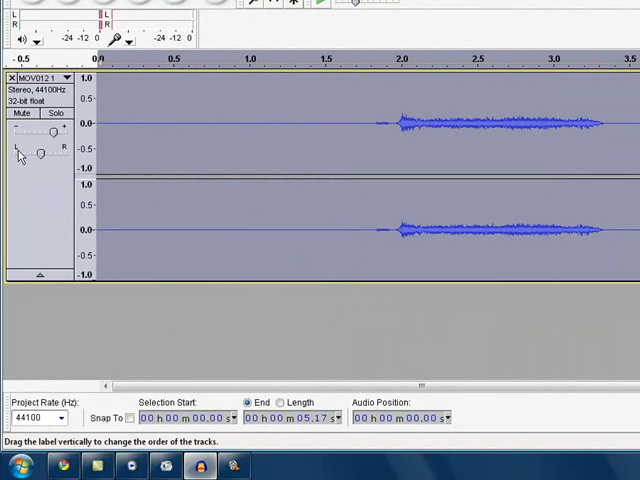 L
R
L
R
-24 -12 0
-24 -12 0
-0.5 0.0 0.5 1.0 1.5 2.0 2.5 3.0 3.5
MOV012 1
Stereo, 44100Hz
32-bit float
Mute Solo
- +
L R
1.0
0.5
0.0
-0.5
-1.0
1.0
0.5
0.0
-0.5
-1.0
Project Rate (Hz): Selection Start: End Length Audio Position:
44100 Snap To 00 h 00 m 00.00 s 00 h 00 m 05.17 s 00 h 00 m 00.00 s
Drag the label vertically to change the order of the tracks.